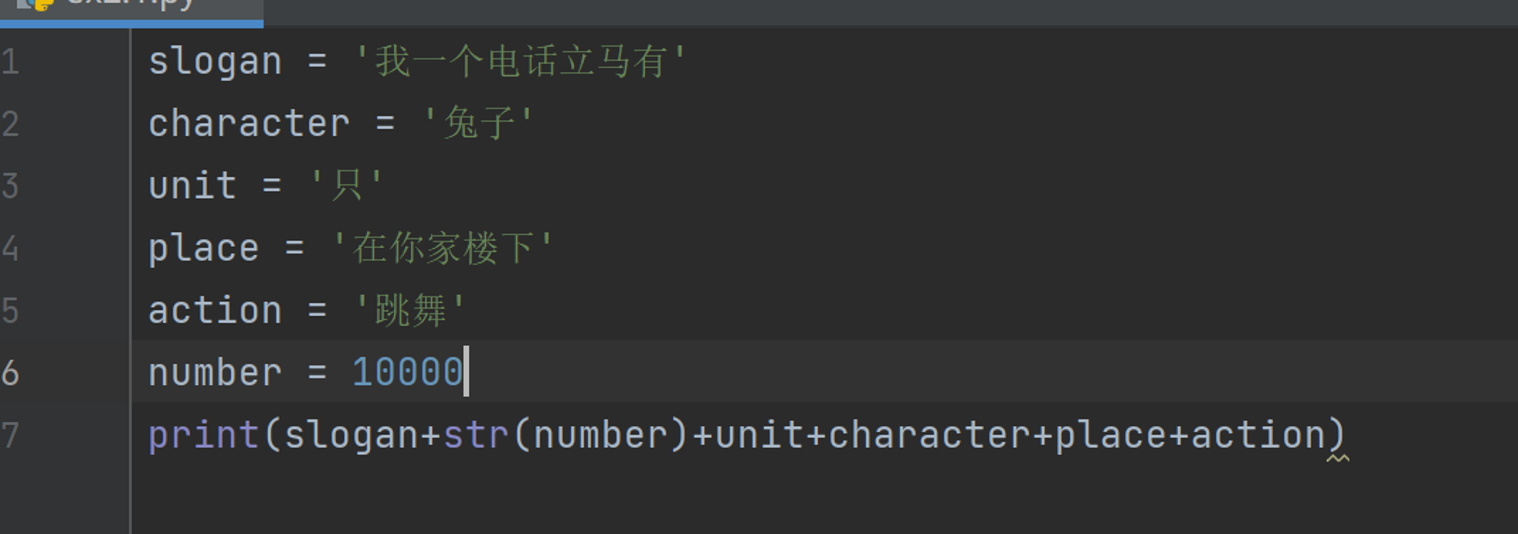 1 slogan = '我一个电话立马有'
2 character = '兔子'
3 unit = '只'
4 place = '在你家楼下'
5 action = '跳舞'
6 number = 10000
7 print(slogan+str(number)+unit+character+place+action)